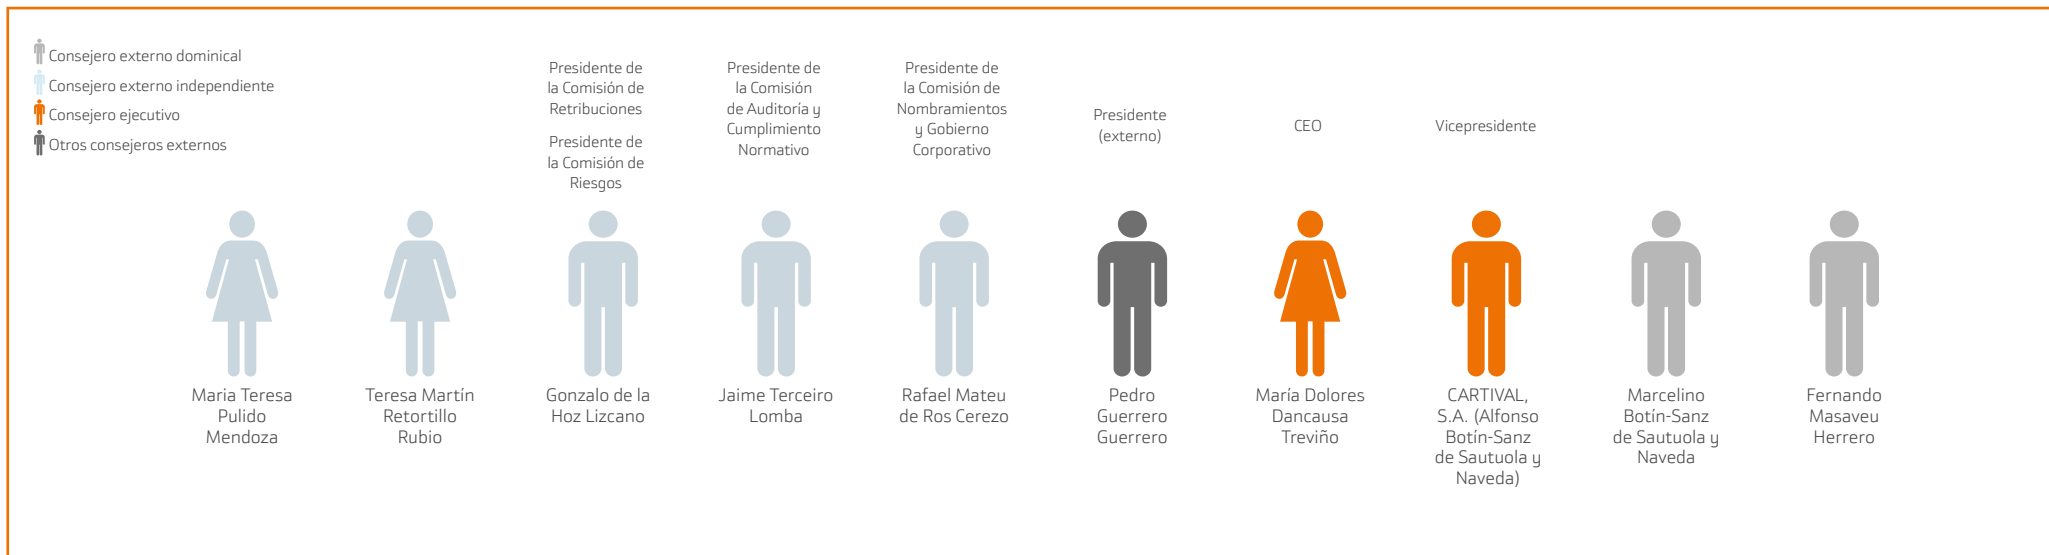 Consejero externo dominical
Consejero externo independiente
Consejero ejecutivo
Otros consejeros externos
Presidente de
la Comisión de
Retribuciones
Presidente de
la Comisión de
Riesgos
Presidente de
la Comisión
de Auditoría y
Cumplimiento
Normativo
Presidente de
la Comisión de
Nombramientos
y Gobierno
Corporativo
Presidente
(externo)
CEO
Vicepresidente
Maria Teresa
Pulido
Mendoza
Teresa Martín
Retortillo
Rubio
Gonzalo de la
Hoz Lizcano
Jaime Terceiro
Lomba
Rafael Mateu
de Ros Cerezo
Pedro
Guerrero
Guerrero
María Dolores
Dancausa
Treviño
CARTIVAL,
S.A. (Alfonso
Botín-Sanz
de Sautuola y
Naveda)
Marcelino
Botín-Sanz
de Sautuola y
Naveda
Fernando
Masaveu
Herrero